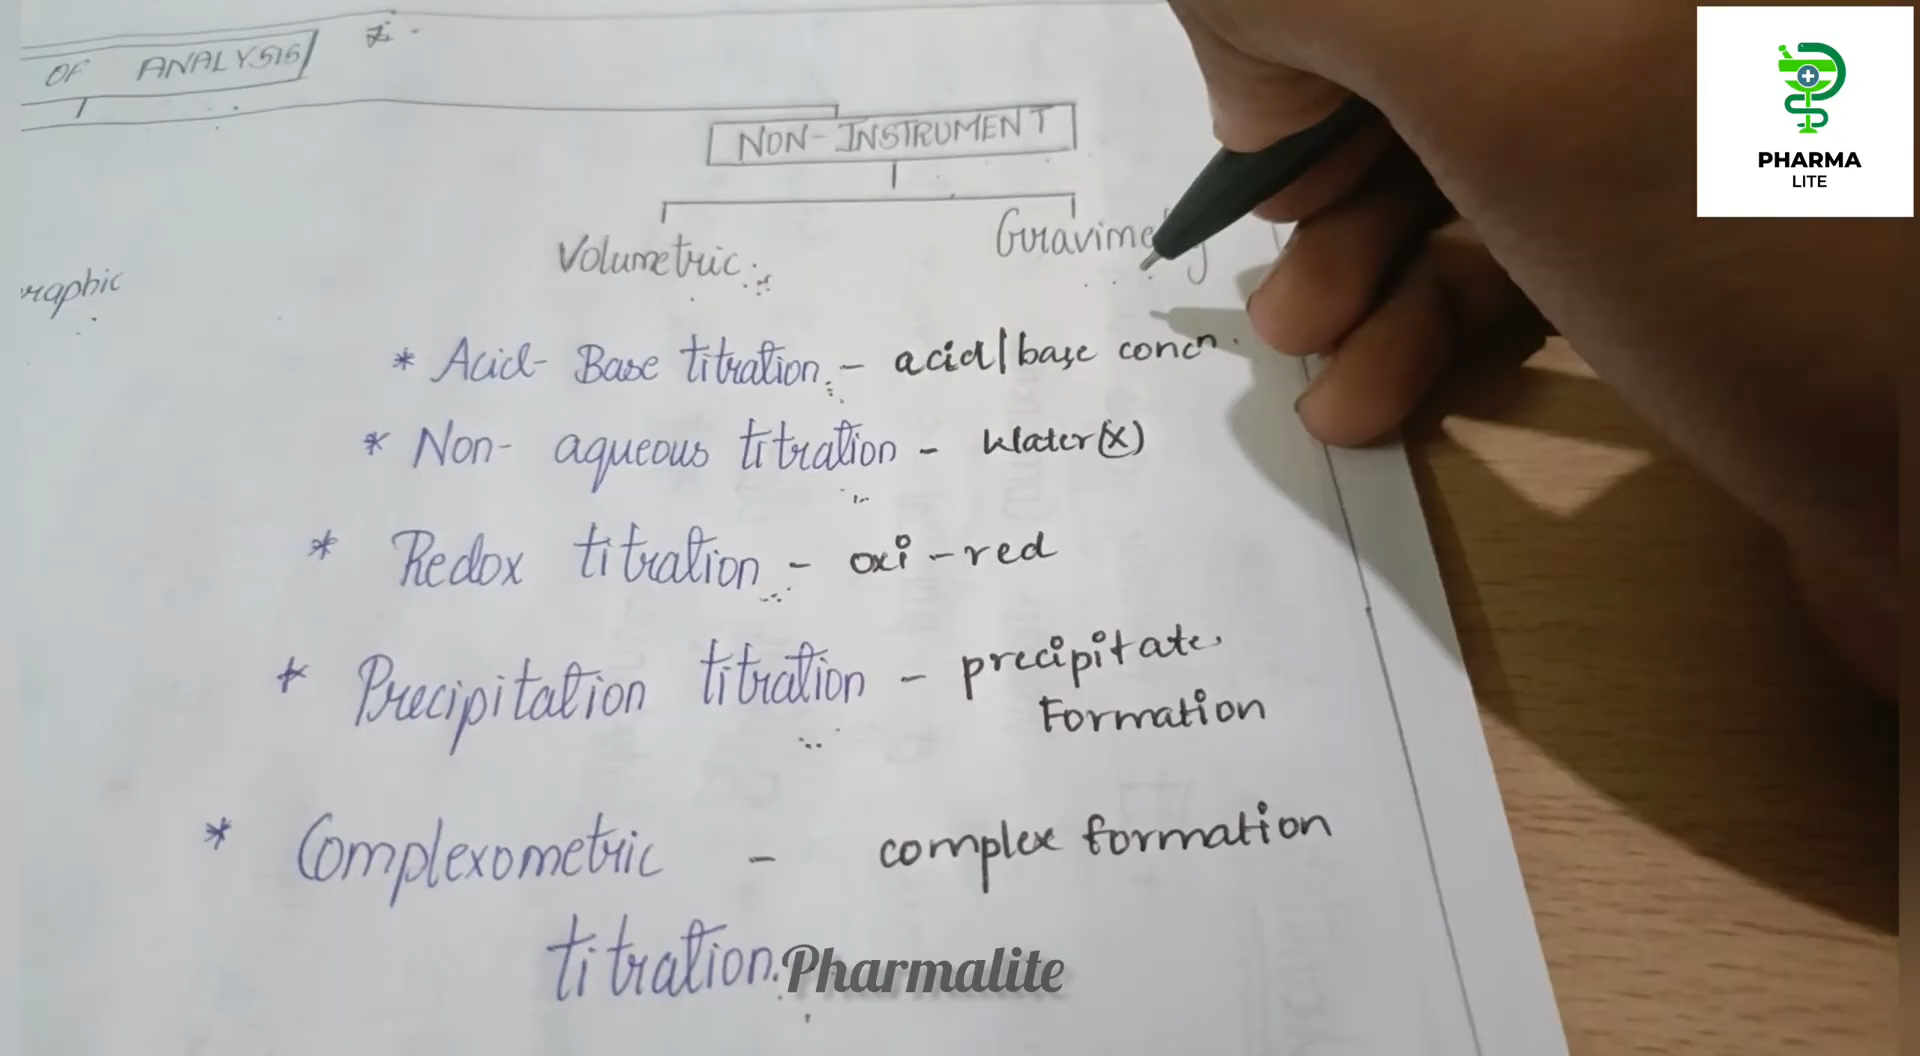 OF ANALYSIS
NON-INSTRUMENT
Volumetric
raphic
* Acid-Base titration - acid/base concn.
* Non-aqueous titration - Water(x)
* Redox titration - oxi-red
* Precipitation titration - precipitate
Formation
* Complexometric - complex formation
titration.
Pharmalite
PHARMA
LITE